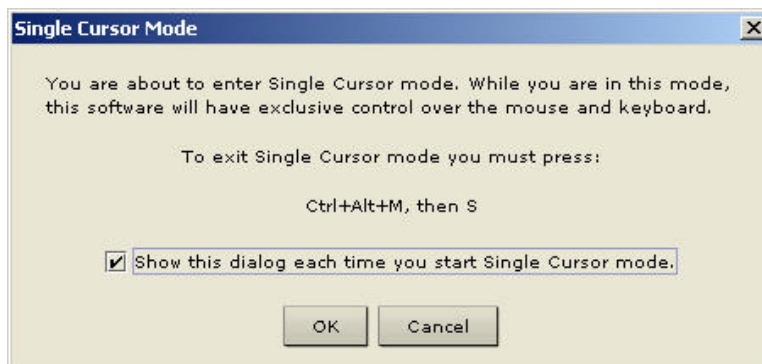 Single Cursor Mode
You are about to enter Single Cursor mode. While you are in this mode,
this software will have exclusive control over the mouse and keyboard.
To exit Single Cursor mode you must press:
Ctrl+Alt+M, then S
Show this dialog each time you start Single Cursor mode.
OK Cancel